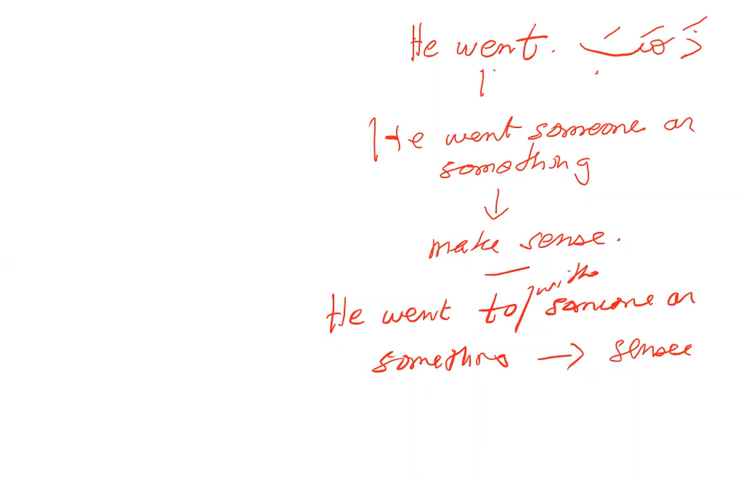 He went. ذَهَبَ
He went someone or
something
make sense.
with
He went to/ someone or
something → sense